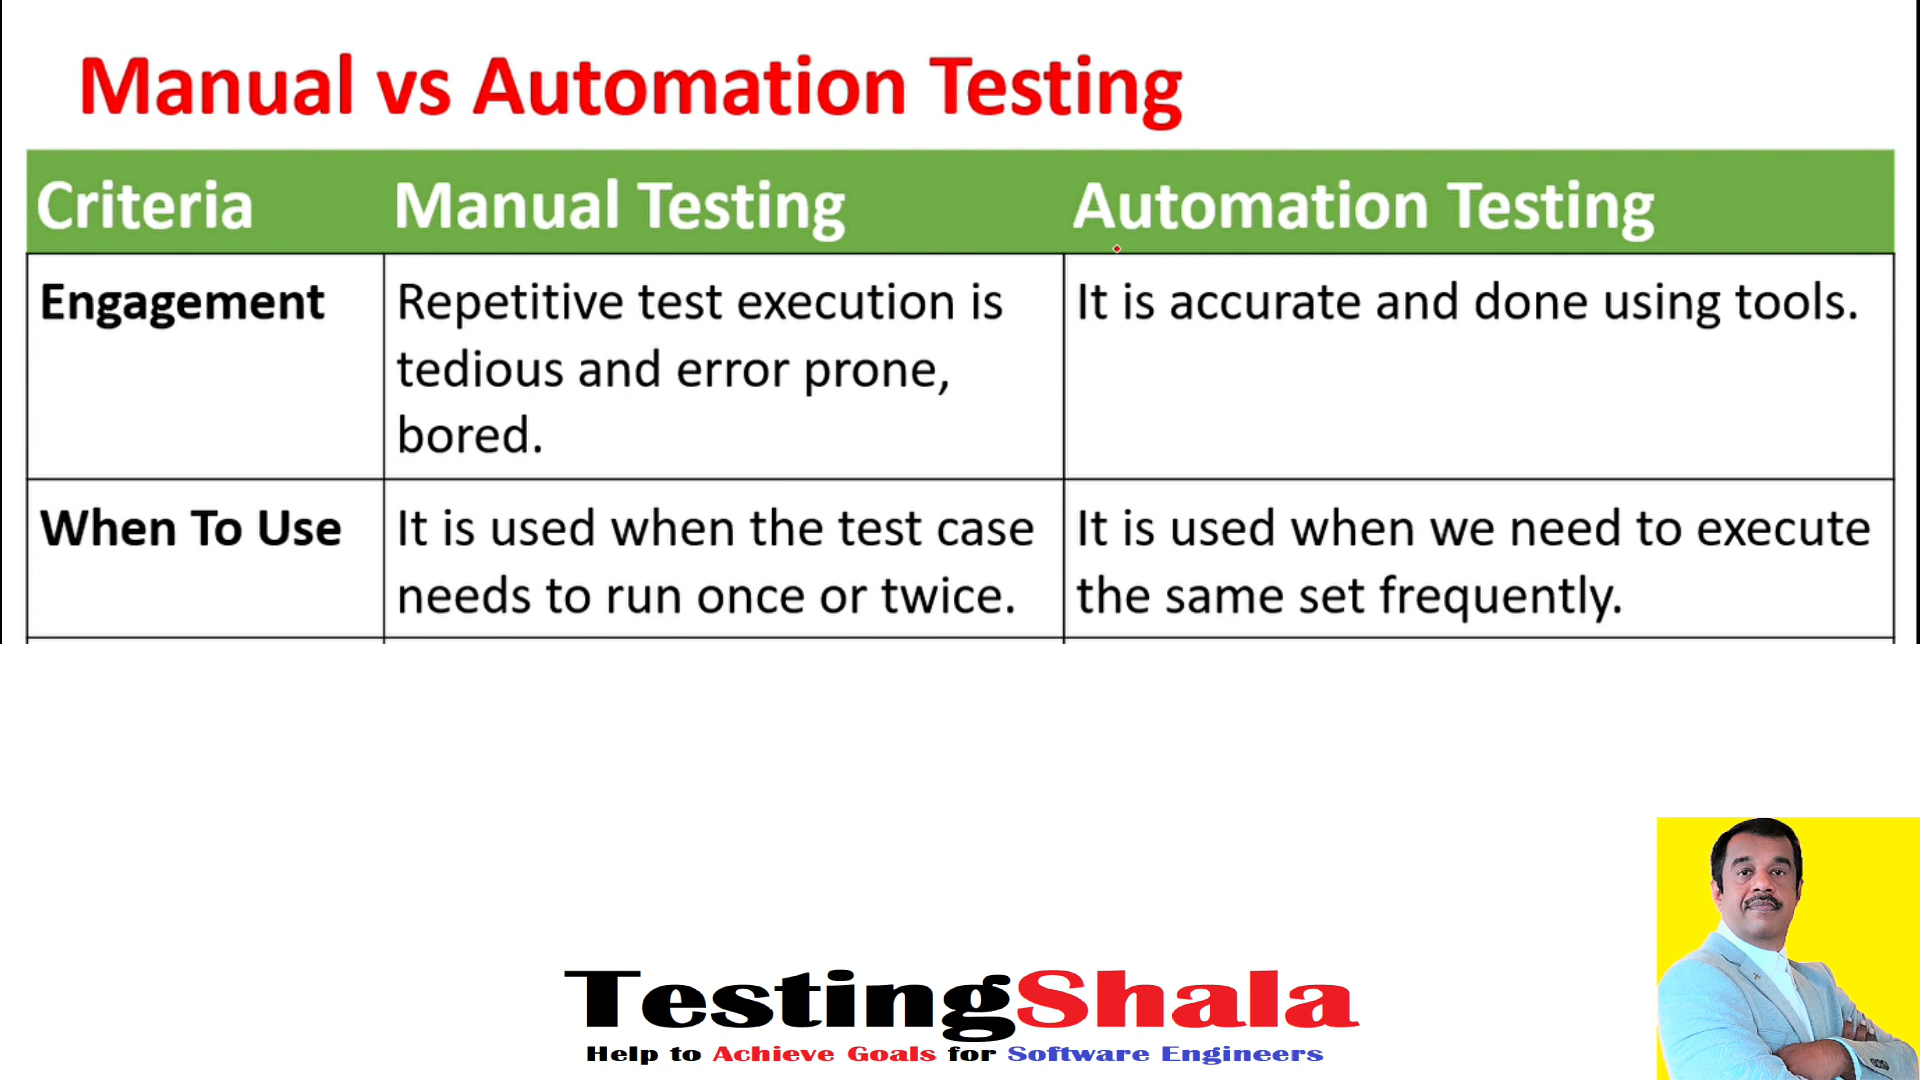 Manual vs Automation Testing
Criteria Manual Testing Automation Testing
Engagement Repetitive test execution is It is accurate and done using tools.
tedious and error prone,
bored.
When To Use It is used when the test case It is used when we need to execute
needs to run once or twice. the same set frequently.
TestingShala
Help to Achieve Goals for Software Engineers